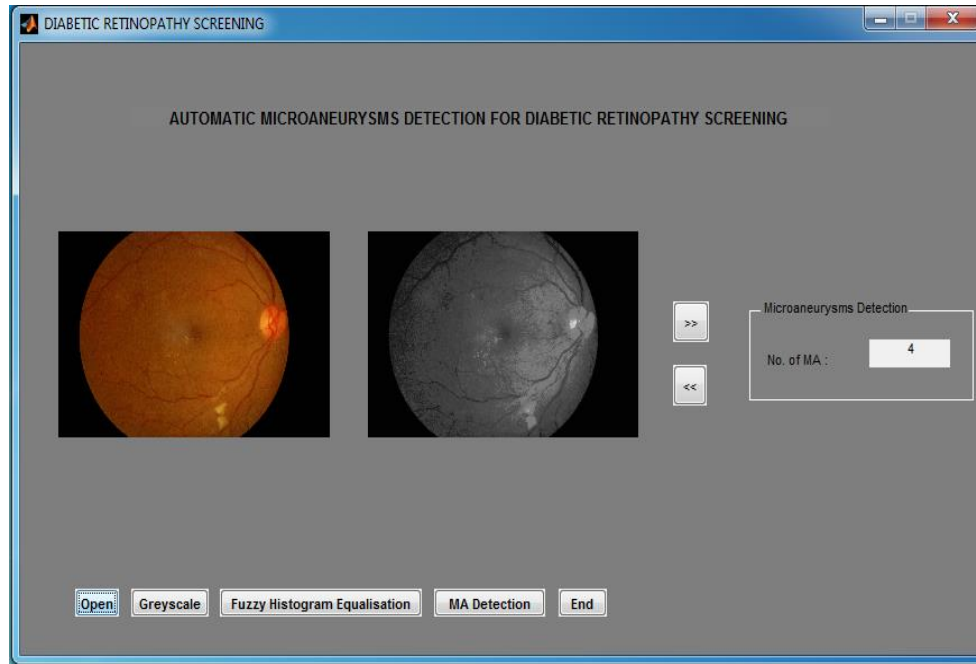 DIABETIC RETINOPATHY SCREENING
AUTOMATIC MICROANEURYSMS DETECTION FOR DIABETIC RETINOPATHY SCREENING
>>
<<
Microaneurysms Detection
No. of MA : 4
Open Greyscale Fuzzy Histogram Equalisation MA Detection End